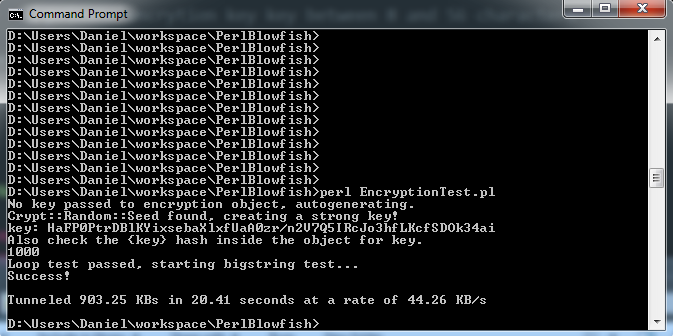 Command Prompt
D:\Users\Daniel\workspace\PerlBlowfish>
D:\Users\Daniel\workspace\PerlBlowfish>
D:\Users\Daniel\workspace\PerlBlowfish>
D:\Users\Daniel\workspace\PerlBlowfish>
D:\Users\Daniel\workspace\PerlBlowfish>
D:\Users\Daniel\workspace\PerlBlowfish>
D:\Users\Daniel\workspace\PerlBlowfish>
D:\Users\Daniel\workspace\PerlBlowfish>
D:\Users\Daniel\workspace\PerlBlowfish>
D:\Users\Daniel\workspace\PerlBlowfish>
D:\Users\Daniel\workspace\PerlBlowfish>
D:\Users\Daniel\workspace\PerlBlowfish>
D:\Users\Daniel\workspace\PerlBlowfish>perl EncryptionTest.pl
No key passed to encryption object, autogenerating.
Crypt::Random::Seed found, creating a strong key!
key: HaFP0PtrDBlKYixsebaXlxfUaA0zr/n2V7Q5IRcJo3hfLKcfSDOk34ai
Also check the {key} hash inside the object for key.
1000
Loop test passed, starting bigstring test...
Success!
Tunneled 903.25 KBs in 20.41 seconds at a rate of 44.26 KB/s
D:\Users\Daniel\workspace\PerlBlowfish>